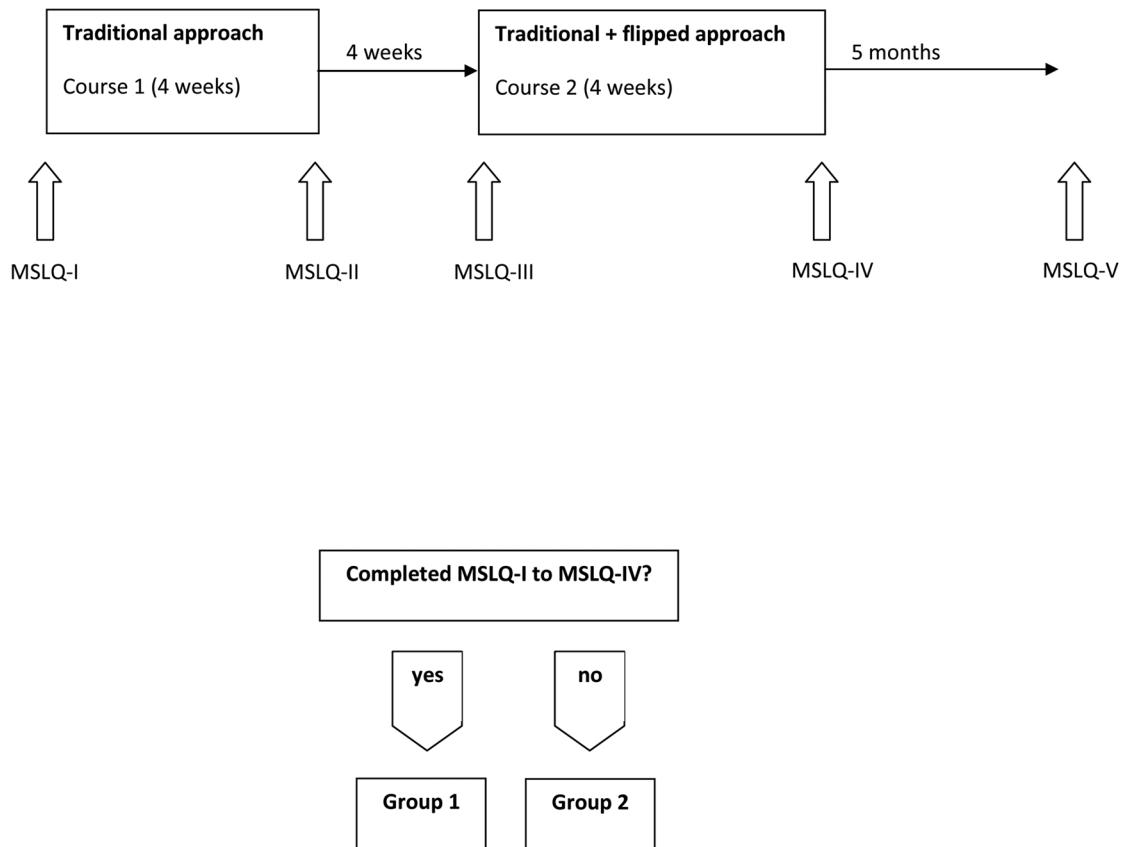 Traditional approach
Course 1 (4 weeks)
4 weeks
Traditional + flipped approach
Course 2 (4 weeks)
5 months
MSLQ-I
MSLQ-II
MSLQ-III
MSLQ-IV
MSLQ-V
Completed MSLQ-I to MSLQ-IV?
yes
no
Group 1
Group 2